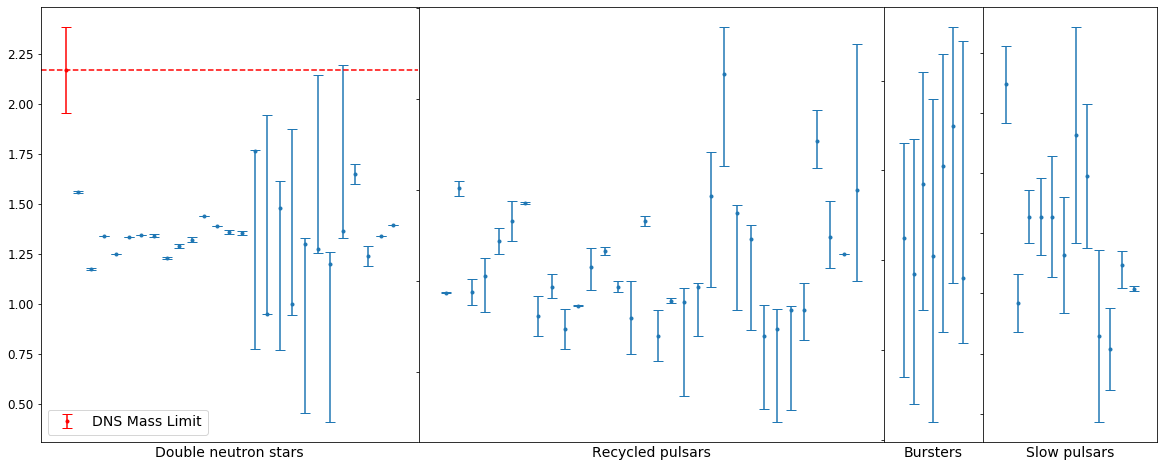 2.25
2.00
1.75
1.50
1.25
1.00
0.75
0.50
DNS Mass Limit
Double neutron stars
Recycled pulsars
Bursters
Slow pulsars